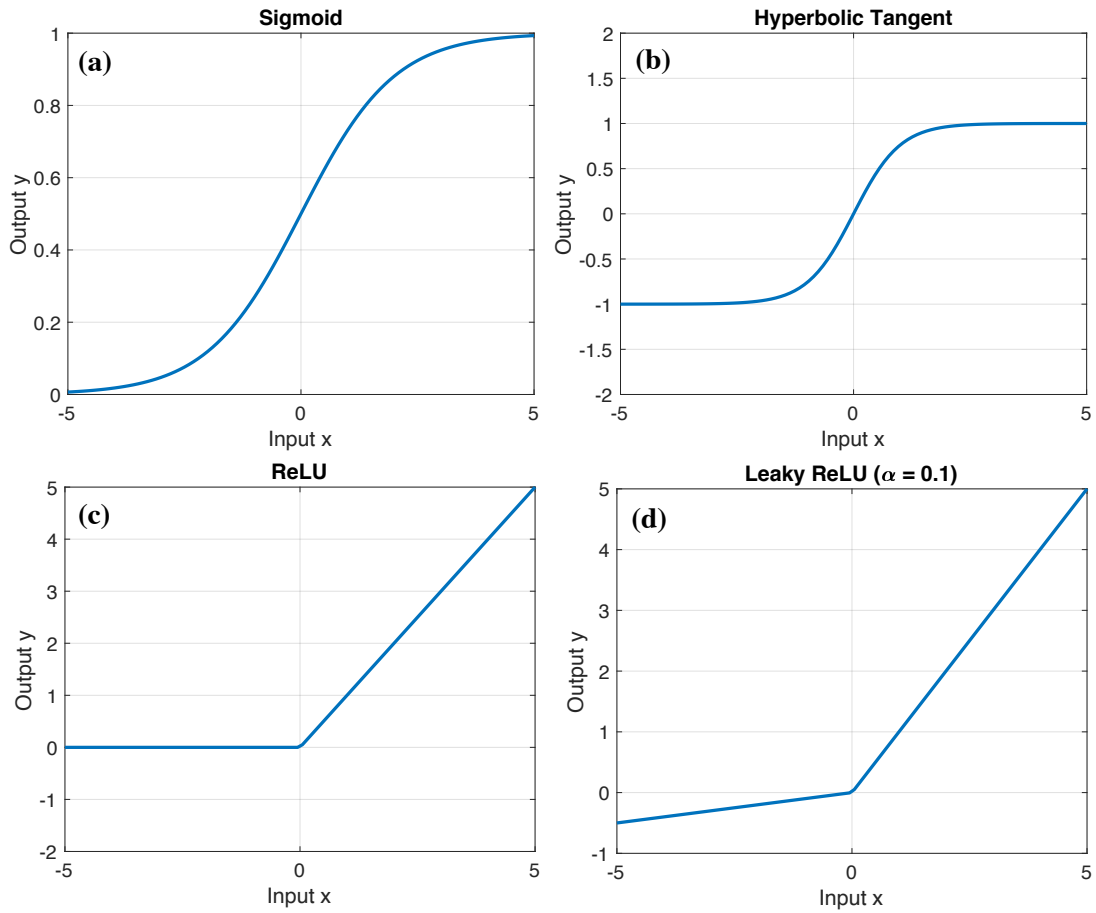 Sigmoid
(a)
1
0.8
0.6
0.4
0.2
0
-5
0
5
Output y
Input x
Hyperbolic Tangent
(b)
2
1.5
1
0.5
0
-0.5
-1
-1.5
-2
-5
0
5
Output y
Input x
ReLU
(c)
5
4
3
2
1
0
-1
-2
-5
0
5
Output y
Input x
Leaky ReLU (α = 0.1)
(d)
5
4
3
2
1
0
-1
-5
0
5
Output y
Input x